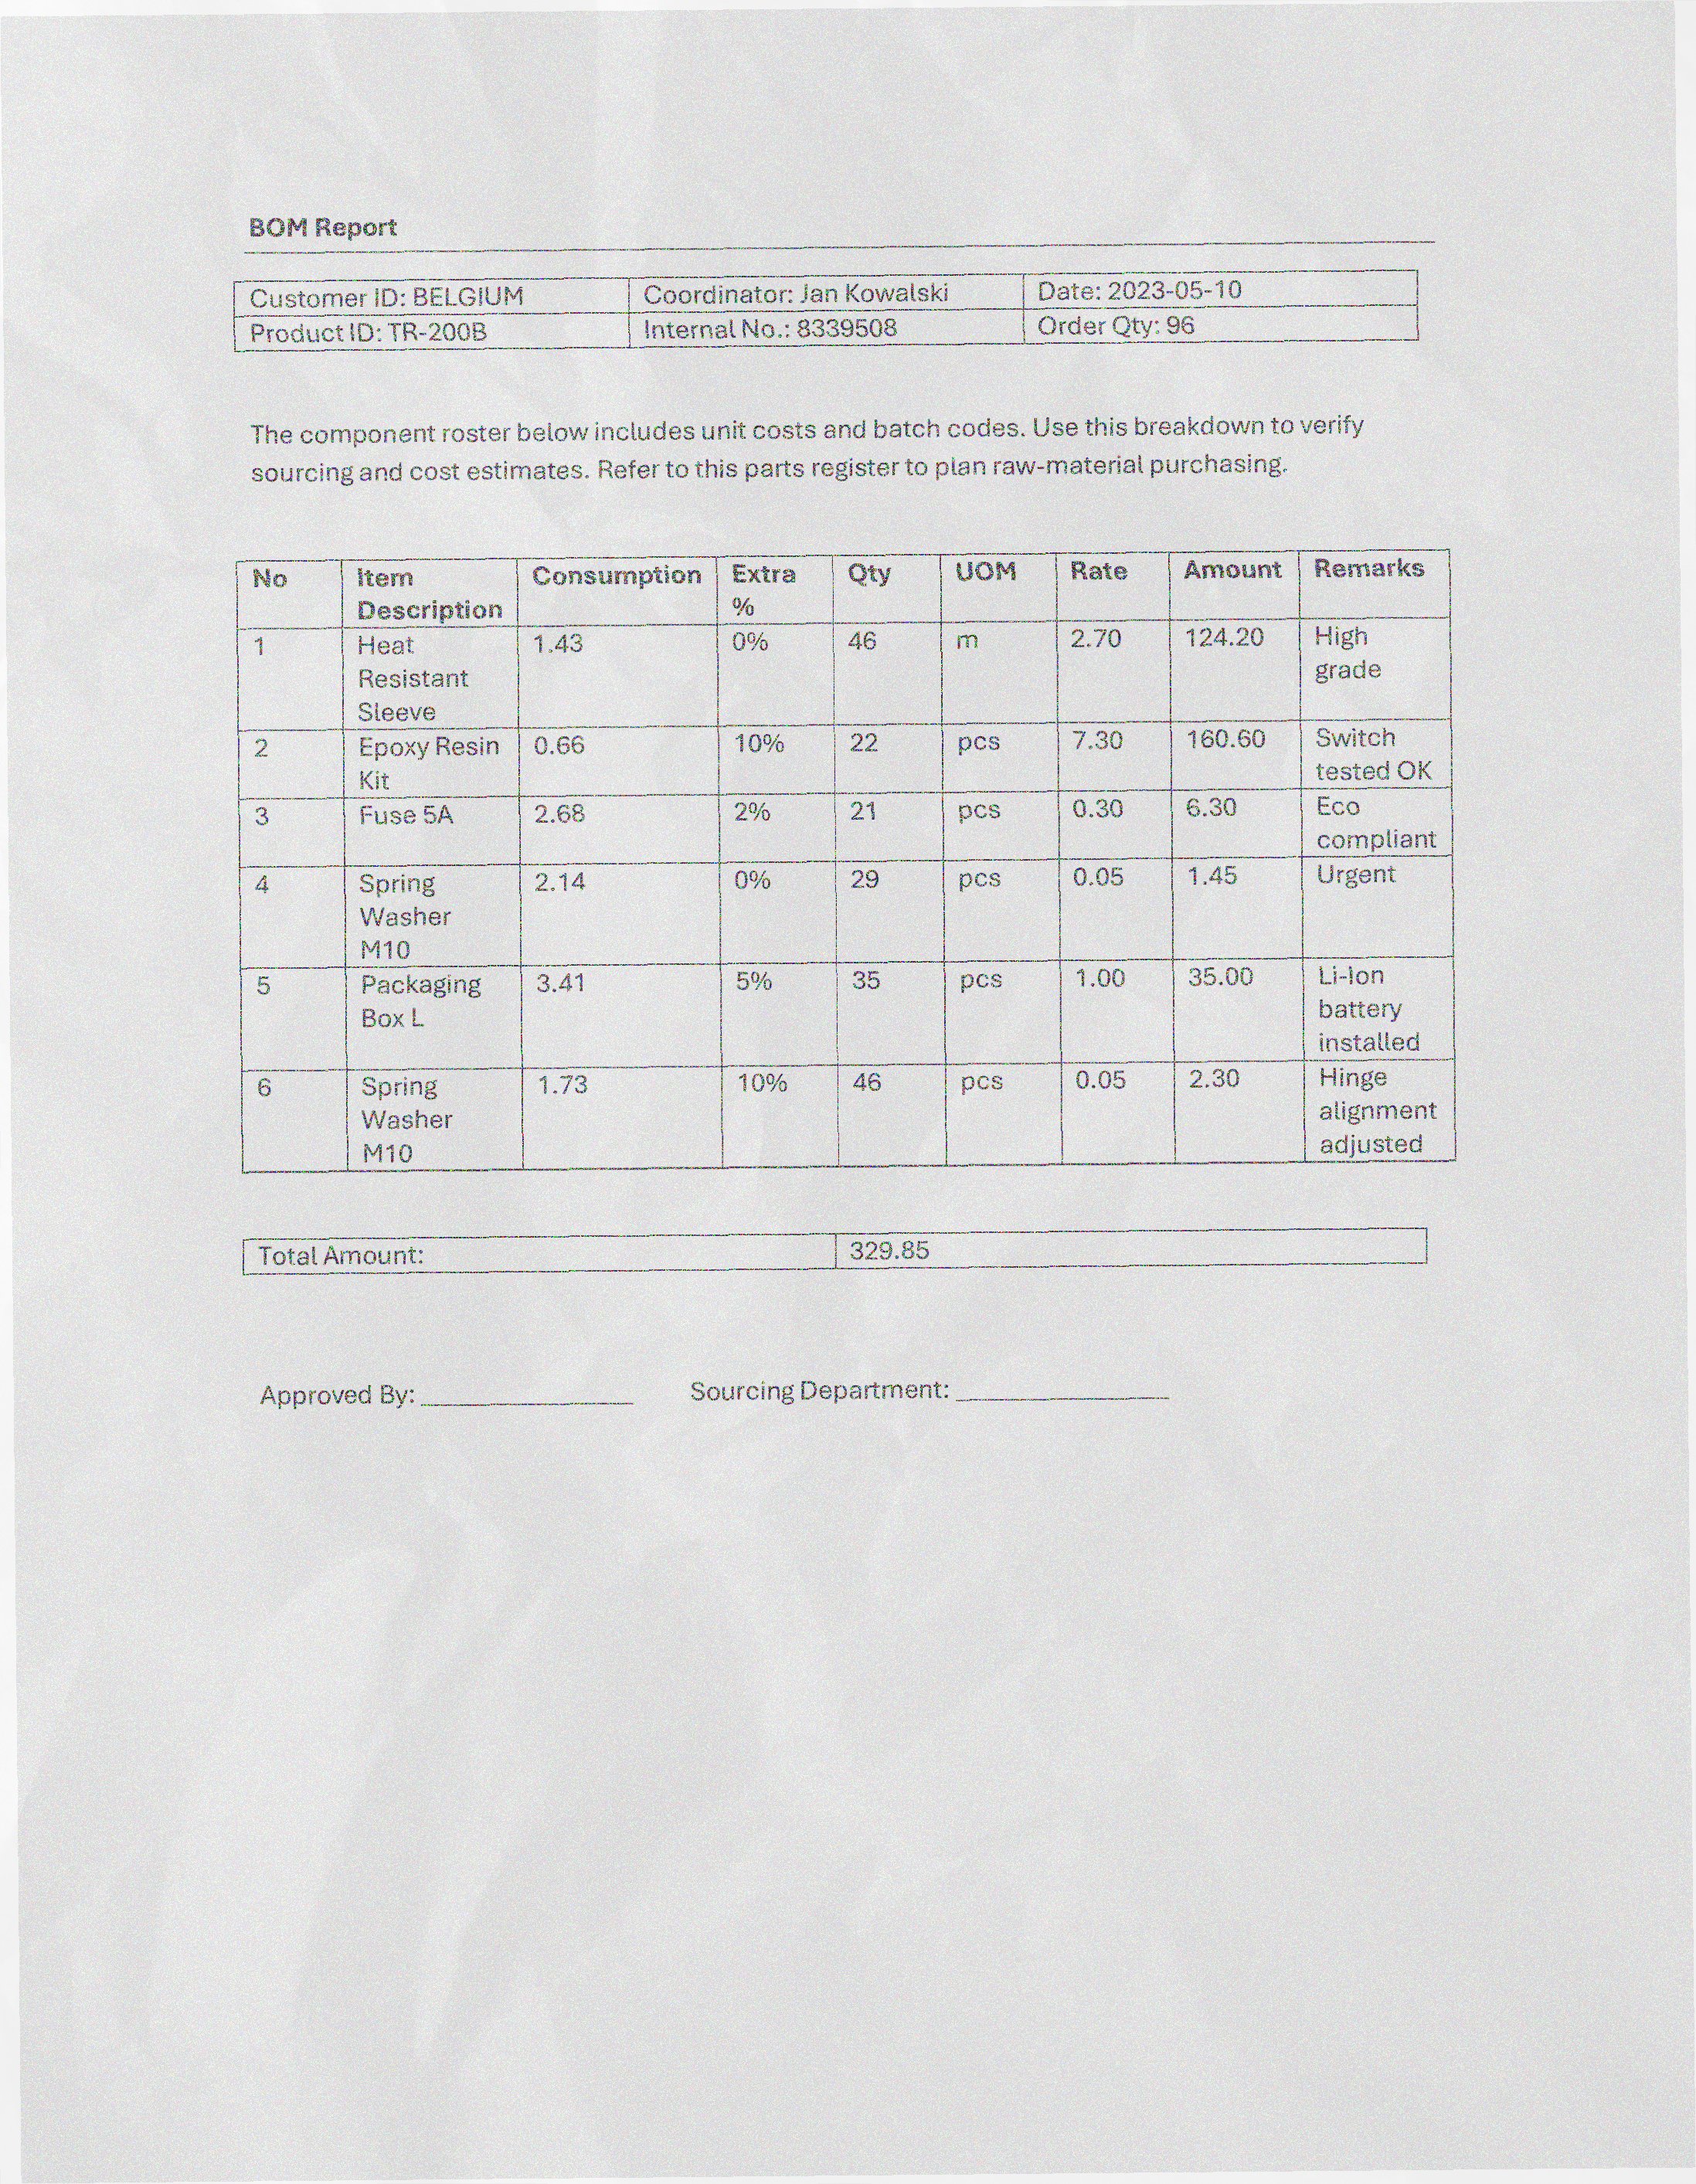 BOM Report
Customer ID: BELGIUM Coordinator: Jan Kowalski Date: 2023-05-10
Product ID: TR-200B Internal No.: 8339508 Order Qty: 96
The component roster below includes unit costs and batch codes. Use this breakdown to verify
sourcing and cost estimates. Refer to this parts register to plan raw-material purchasing.
No Item Consumption Extra Qty UOM Rate Amount Remarks
Description %
1 Heat 1.43 0% 46 m 2.70 124.20 High
Resistant grade
Sleeve
2 Epoxy Resin 0.66 10% 22 pcs 7.30 160.60 Switch
Kit tested OK
3 Fuse 5A 2.68 2% 21 pcs 0.30 6.30 Eco
compliant
4 Spring 2.14 0% 29 pcs 0.05 1.45 Urgent
Washer
M10
5 Packaging 3.41 5% 35 pcs 1.00 35.00 Li-Ion
Box L battery
installed
6 Spring 1.73 10% 46 pcs 0.05 2.30 Hinge
Washer alignment
M10 adjusted
Total Amount: 329.85
Approved By: _______________ Sourcing Department: _______________